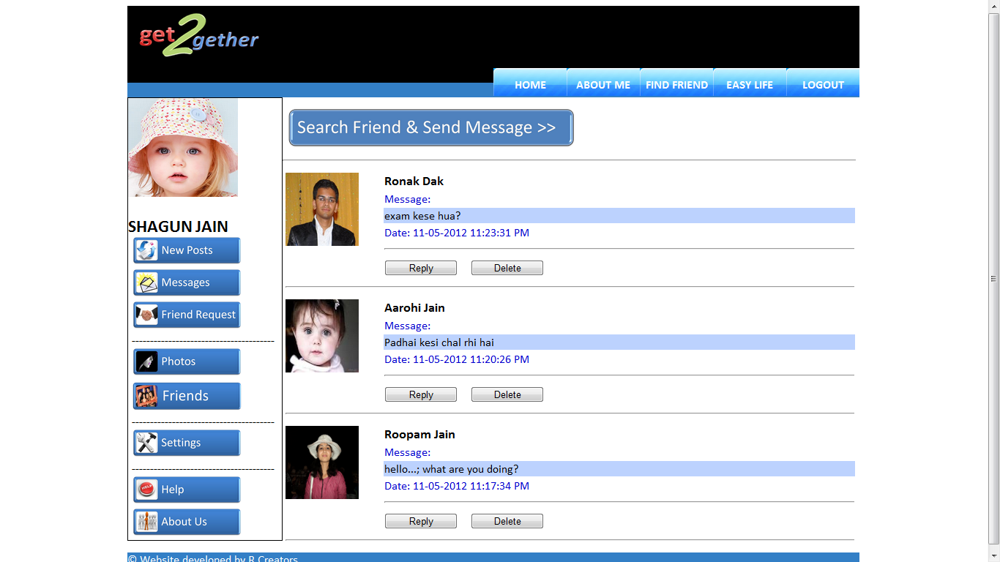 get2gether
HOME ABOUT ME FIND FRIEND EASY LIFE LOGOUT
SHAGUN JAIN
New Posts
Messages
Friend Request
---------------------------------------
Photos
Friends
---------------------------------------
Settings
---------------------------------------
HELP Help
About Us
Search Friend & Send Message >>
Ronak Dak
Message:
exam kese hua?
Date: 11-05-2012 11:23:31 PM
Reply Delete
Aarohi Jain
Message:
Padhai kesi chal rhi hai
Date: 11-05-2012 11:20:26 PM
Reply Delete
Roopam Jain
Message:
hello...; what are you doing?
Date: 11-05-2012 11:17:34 PM
Reply Delete
© Website developed by R Creators